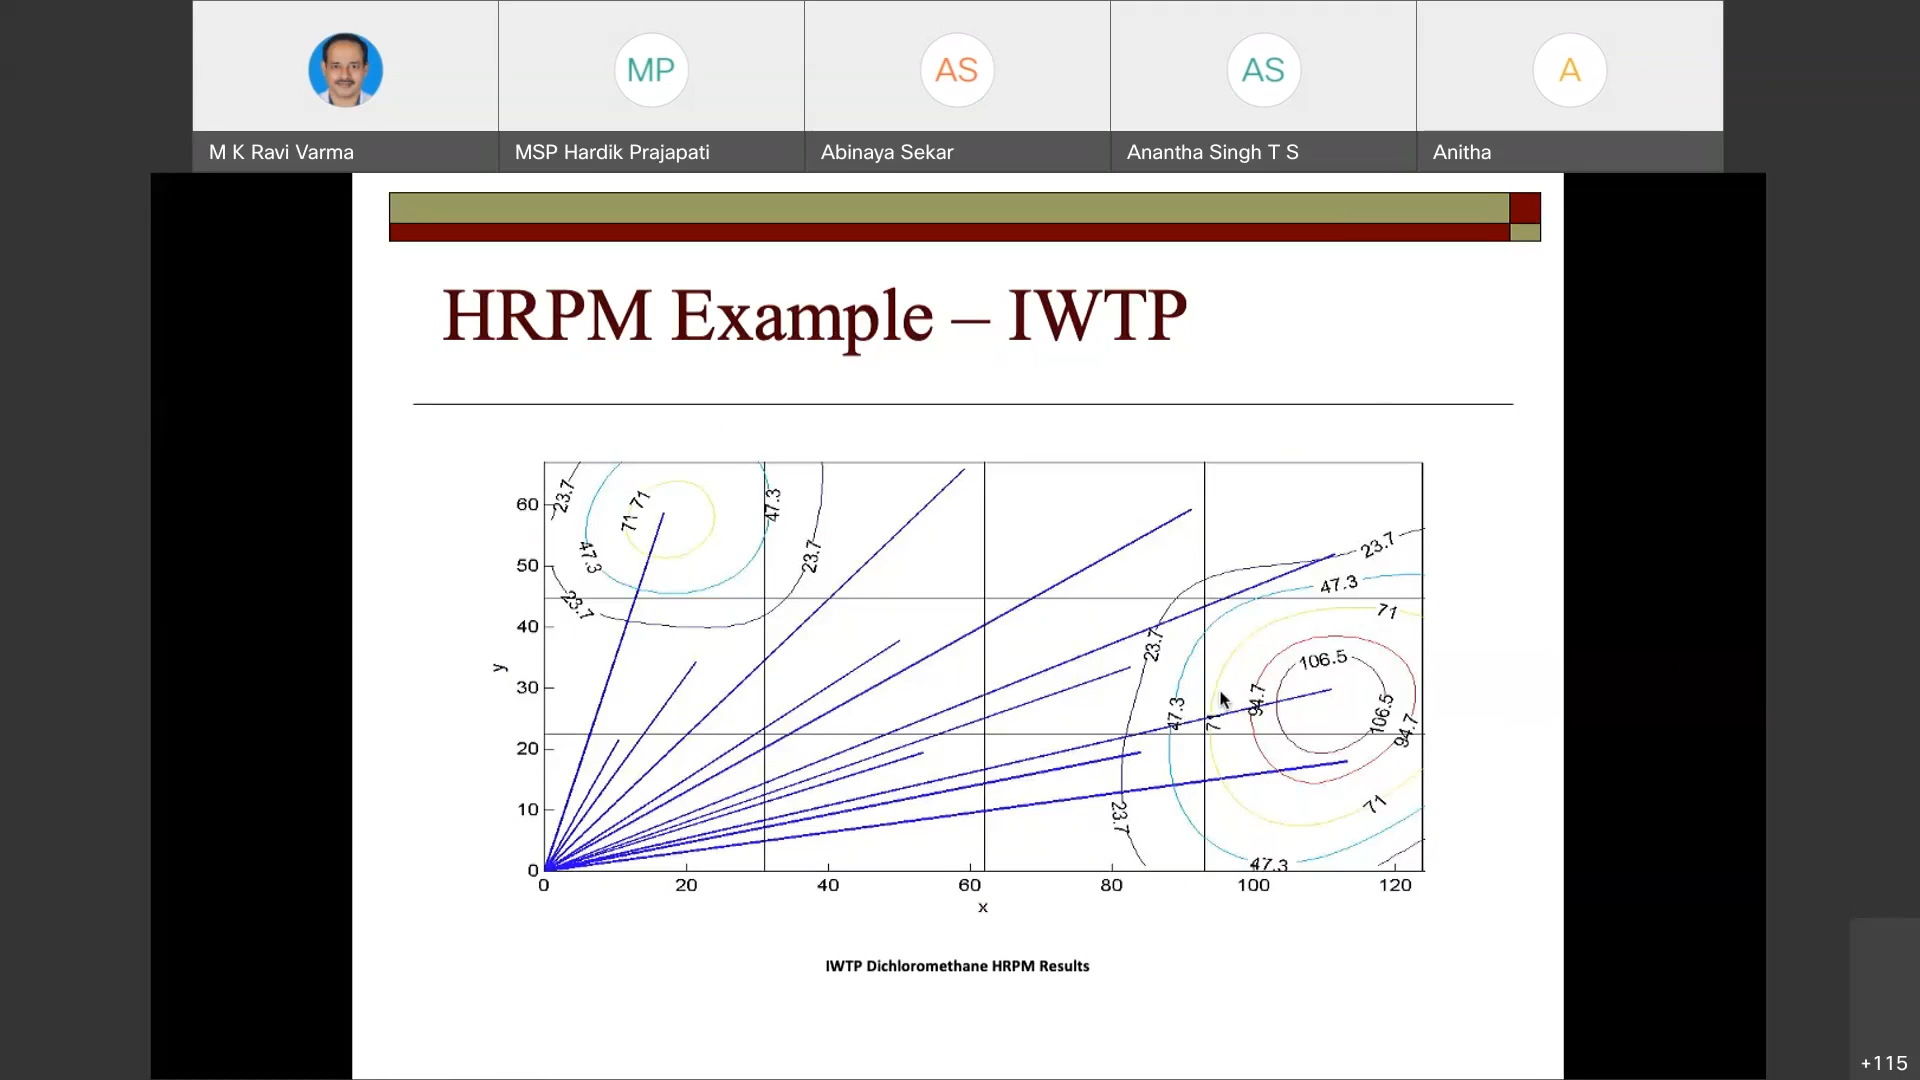 MP
AS
AS
A
M K Ravi Varma
MSP Hardik Prajapati
Abinaya Sekar
Anantha Singh T S
Anitha
HRPM Example – IWTP
60
50
40
30
20
10
0
y
23.7
71
71
47.3
47.3
23.7
23.7
23.7
47.3
71
23.7
106.5
94.7
47.3
71
106.5
94.7
71
23.7
47.3
0
20
40
60
80
100
120
x
IWTP Dichloromethane HRPM Results
+115